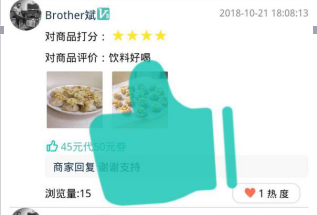 Brother斌 V
2018-10-21 18:08:13
对商品打分： ★★★★
对商品评价：饮料好喝
45元代50元券
商家回复 谢谢支持
浏览量:15
1 热 度